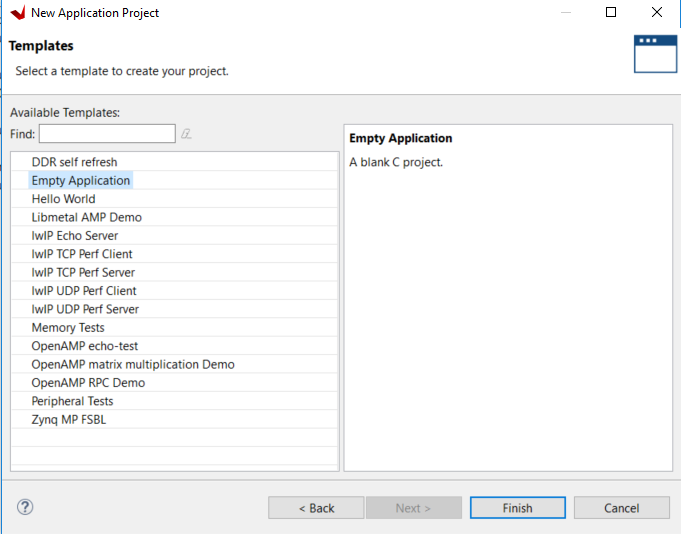 New Application Project
Templates
Select a template to create your project.
Available Templates:
Find:
DDR self refresh
Empty Application
Hello World
Libmetal AMP Demo
lwIP Echo Server
lwIP TCP Perf Client
lwIP TCP Perf Server
lwIP UDP Perf Client
lwIP UDP Perf Server
Memory Tests
OpenAMP echo-test
OpenAMP matrix multiplication Demo
OpenAMP RPC Demo
Peripheral Tests
Zynq MP FSBL
Empty Application
A blank C project.
? < Back Next > Finish Cancel